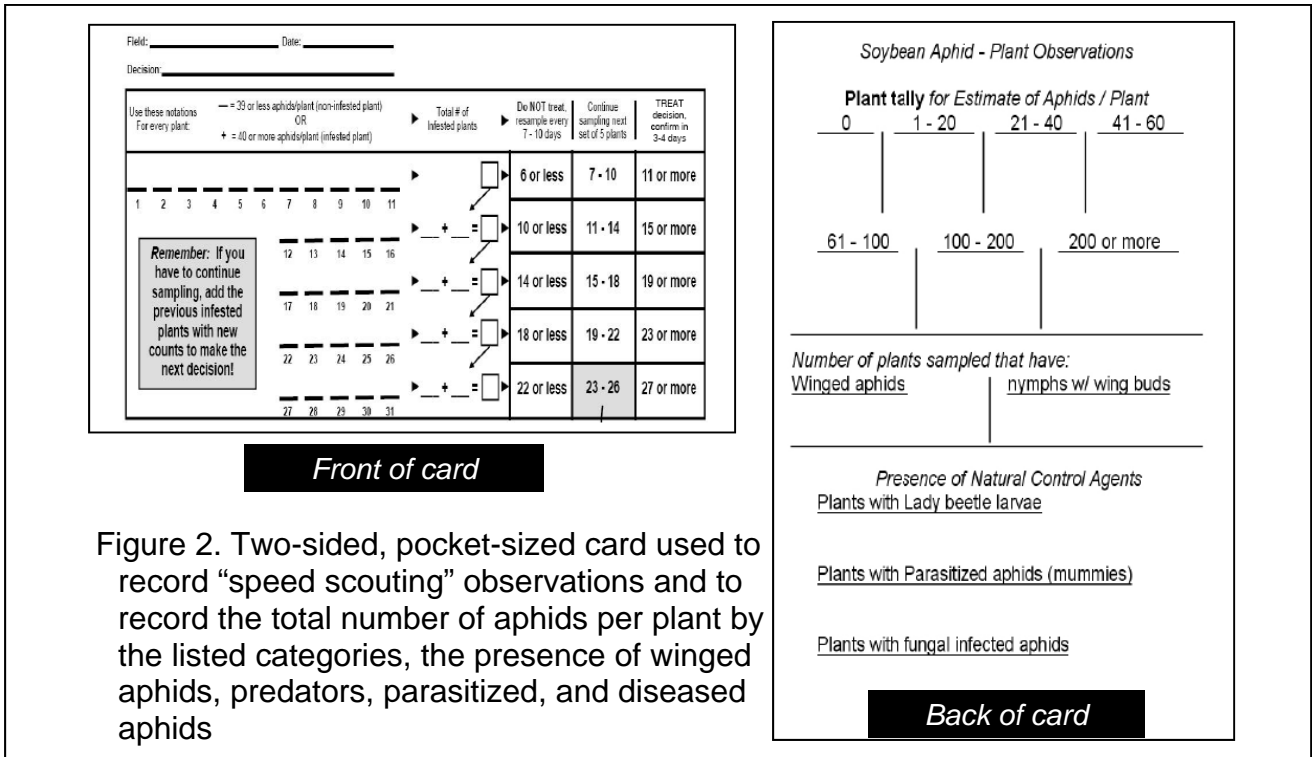 Field: Date:
Decision:
Use these notations
For every plant:
— = 39 or less aphids/plant (non-infested plant)
OR
+ = 40 or more aphids/plant (infested plant)
Total # of
Infested plants
Do NOT treat,
resample every
7 - 10 days
Continue
sampling next
set of 5 plants
TREAT
decision,
confirm in
3-4 days
6 or less 7 - 10 11 or more
1 2 3 4 5 6 7 8 9 10 11
__ + __ = 10 or less 11 - 14 15 or more
12 13 14 15 16
__ + __ = 14 or less 15 - 18 19 or more
17 18 19 20 21
__ + __ = 18 or less 19 - 22 23 or more
22 23 24 25 26
__ + __ = 22 or less 23 - 26 27 or more
27 28 29 30 31
Remember: If you
have to continue
sampling, add the
previous infested
plants with new
counts to make the
next decision!
Front of card
Soybean Aphid - Plant Observations
Plant tally for Estimate of Aphids / Plant
0 1 - 20 21 - 40 41 - 60
61 - 100 100 - 200 200 or more
Number of plants sampled that have:
Winged aphids nymphs w/ wing buds
Presence of Natural Control Agents
Plants with Lady beetle larvae
Plants with Parasitized aphids (mummies)
Plants with fungal infected aphids
Back of card
Figure 2. Two-sided, pocket-sized card used to
record “speed scouting” observations and to
record the total number of aphids per plant by
the listed categories, the presence of winged
aphids, predators, parasitized, and diseased
aphids